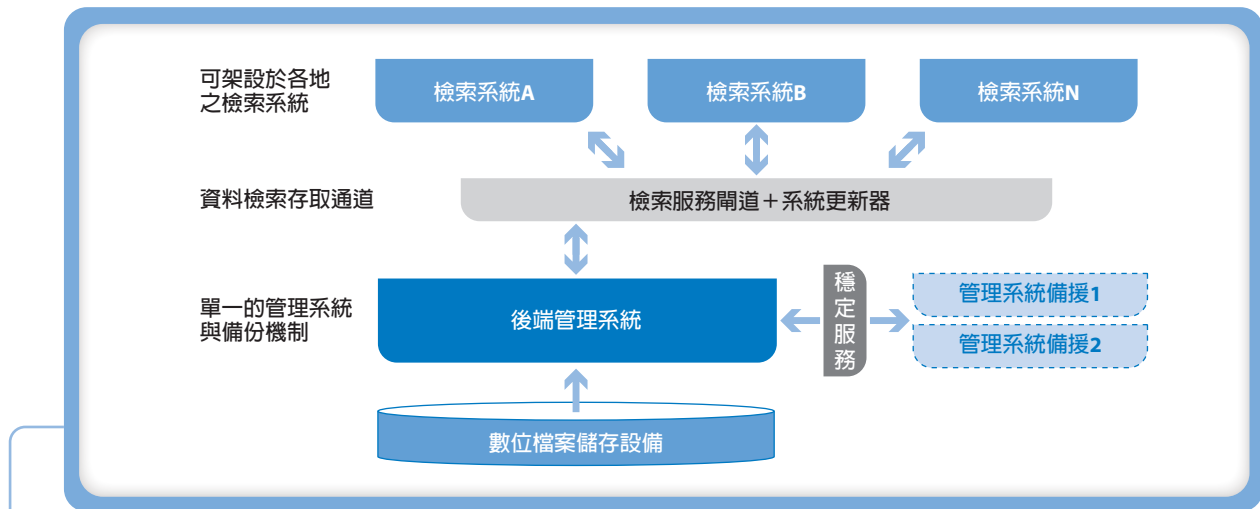 可架設於各地
之檢索系統
檢索系統A
檢索系統B
檢索系統N
資料檢索存取通道
檢索服務閘道＋系統更新器
單一的管理系統
與備份機制
後端管理系統
穩定服務
管理系統備援1
管理系統備援2
數位檔案儲存設備